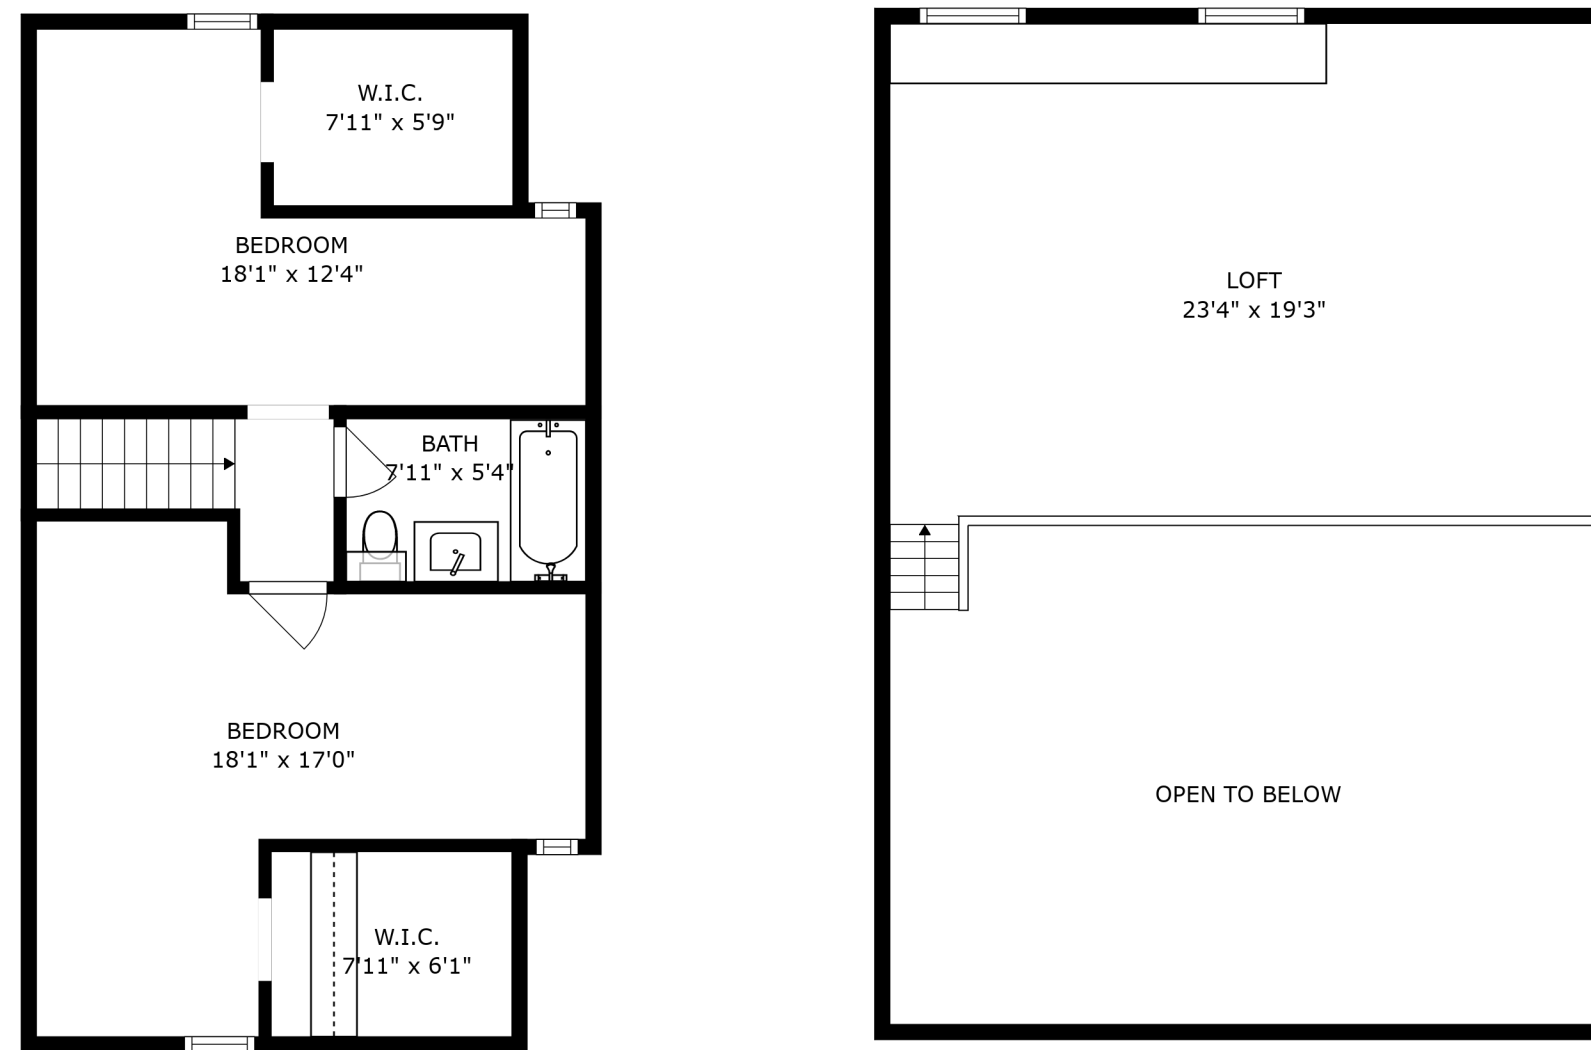 W.I.C.
7'11" x 5'9"
BEDROOM
18'1" x 12'4"
BATH
7'11" x 5'4"
BEDROOM
18'1" x 17'0"
W.I.C.
7'11" x 6'1"
LOFT
23'4" x 19'3"
OPEN TO BELOW